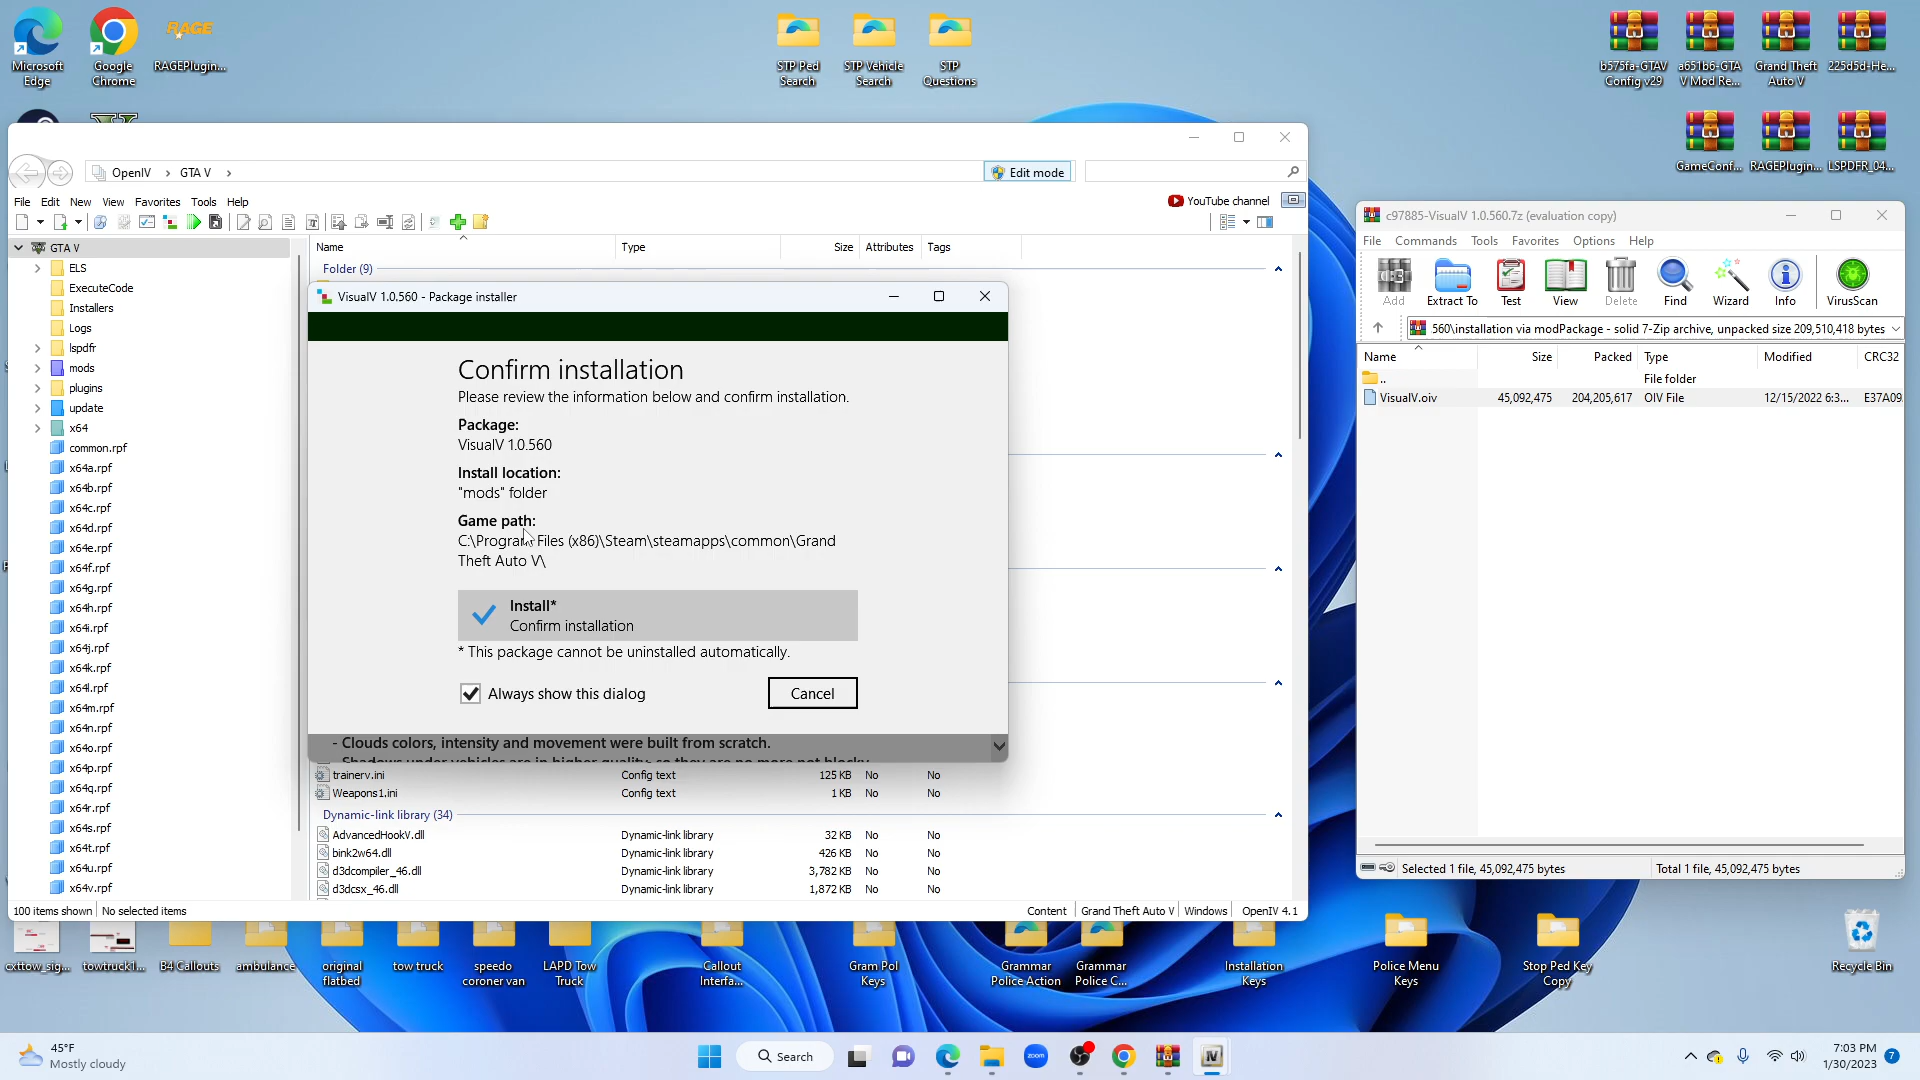 Microsoft
Edge
Google
Chrome
RAGE
RAGEPlugin...
STP Ped
Search
STP Vehicle
Search
STP
Questions
b575fa-GTAV
Config v29
a651b6-GTA
V Mod Re...
Grand Theft
Auto V
225d5d-He...
GameConf...
RAGEPlugin...
LSPDFR_04...
OpenIV › GTA V ›
Edit mode
File Edit New View Favorites Tools Help
YouTube channel
GTA V
ELS
ExecuteCode
Installers
Logs
lspdfr
mods
plugins
update
x64
common.rpf
x64a.rpf
x64b.rpf
x64c.rpf
x64d.rpf
x64e.rpf
x64f.rpf
x64g.rpf
x64h.rpf
x64i.rpf
x64j.rpf
x64k.rpf
x64l.rpf
x64m.rpf
x64n.rpf
x64o.rpf
x64p.rpf
x64q.rpf
x64r.rpf
x64s.rpf
x64t.rpf
x64u.rpf
x64v.rpf
Name Type Size Attributes Tags
Folder (9)
VisualV 1.0.560 - Package installer
Confirm installation
Please review the information below and confirm installation.
Package:
VisualV 1.0.560
Install location:
"mods" folder
Game path:
C:\Program Files (x86)\Steam\steamapps\common\Grand
Theft Auto V\
Install*
Confirm installation
* This package cannot be uninstalled automatically.
Always show this dialog
Cancel
- Clouds colors, intensity and movement were built from scratch.
trainerv.ini Config text 125 KB No No
Weapons1.ini Config text 1 KB No No
Dynamic-link library (34)
AdvancedHookV.dll Dynamic-link library 32 KB No No
bink2w64.dll Dynamic-link library 426 KB No No
d3dcompiler_46.dll Dynamic-link library 3,782 KB No No
d3dcsx_46.dll Dynamic-link library 1,872 KB No No
100 items shown No selected items
Content Grand Theft Auto V Windows OpenIV 4.1
c97885-VisualV 1.0.560.7z (evaluation copy)
File Commands Tools Favorites Options Help
Add Extract To Test View Delete Find Wizard Info VirusScan
560\installation via modPackage - solid 7-Zip archive, unpacked size 209,510,418 bytes
Name Size Packed Type Modified CRC32
.. File folder
VisualV.oiv 45,092,475 204,205,617 OIV File 12/15/2022 6:3... E37A09
Selected 1 file, 45,092,475 bytes
Total 1 file, 45,092,475 bytes
cxttow_sig...
towtruck1...
B4 Callouts
ambulance
original
flatbed
tow truck
speedo
coroner van
LAPD Tow
Truck
Callout
Interfa...
Gram Pol
Keys
Grammar
Police Action
Grammar
Police C...
Installation
Keys
Police Menu
Keys
Stop Ped Key
Copy
Recycle Bin
45°F
Mostly cloudy
Search
zoom
IV
7:03 PM
1/30/2023
7